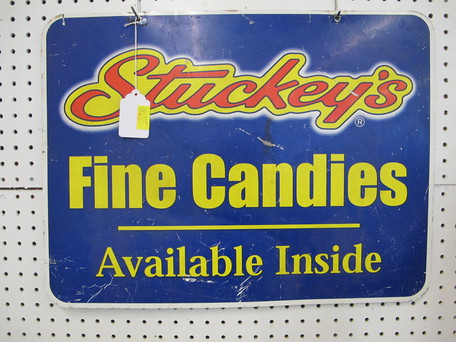 Stuckey's ®
Fine Candies
Available Inside